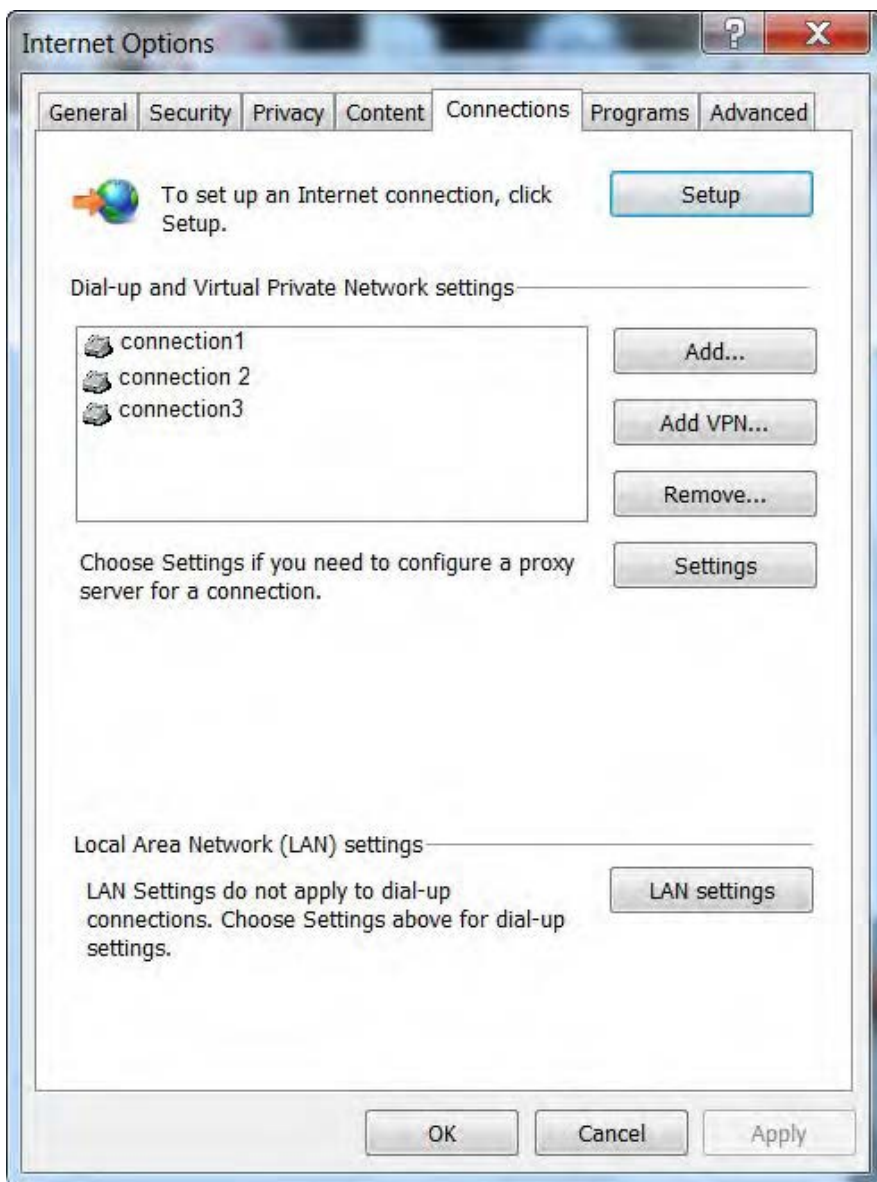 Internet Options
General Security Privacy Content Connections Programs Advanced
To set up an Internet connection, click
Setup.
Setup
Dial-up and Virtual Private Network settings
connection1
connection 2
connection3
Add...
Add VPN...
Remove...
Choose Settings if you need to configure a proxy
server for a connection.
Settings
Local Area Network (LAN) settings
LAN Settings do not apply to dial-up
connections. Choose Settings above for dial-up
settings.
LAN settings
OK Cancel Apply